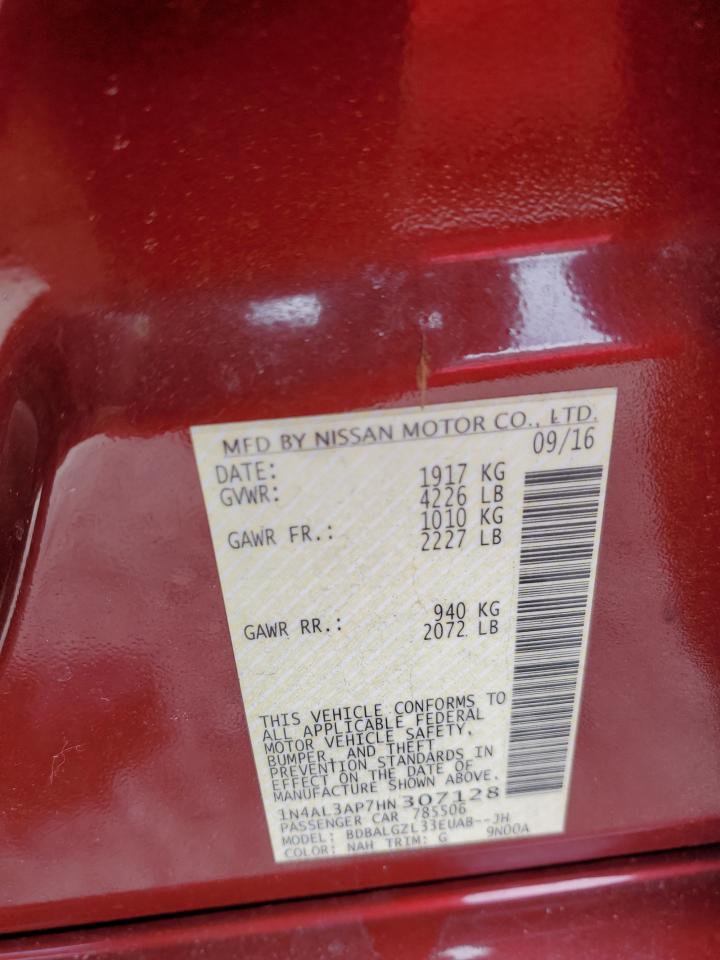 MFD BY NISSAN MOTOR CO., LTD.
DATE: 09/16
GVWR: 1917 KG
4226 LB
GAWR FR.: 1010 KG
2227 LB
GAWR RR.: 940 KG
2072 LB
THIS VEHICLE CONFORMS TO
ALL APPLICABLE FEDERAL
MOTOR VEHICLE SAFETY,
BUMPER, AND THEFT
PREVENTION STANDARDS IN
EFFECT ON THE DATE OF
MANUFACTURE SHOWN ABOVE.
1N4AL3AP7HN307128
PASSENGER CAR 785506
MODEL: BDBALGZL33EUAB--JH
COLOR: NAH TRIM: G 9N00A